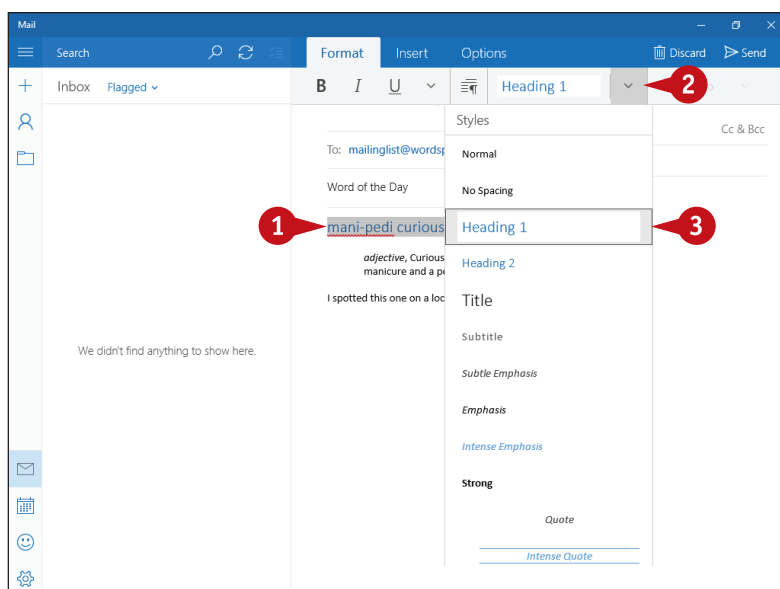 Mail
Search
Format Insert Options Discard Send
Inbox Flagged
B I U Heading 1
2
Styles
Cc & Bcc
To: mailinglist@wordsp
Normal
Word of the Day
No Spacing
1
mani-pedi curious
Heading 1
3
adjective, Curious
manicure and a pe
Heading 2
I spotted this one on a loc
Title
Subtitle
We didn't find anything to show here.
Subtle Emphasis
Emphasis
Intense Emphasis
Strong
Quote
Intense Quote